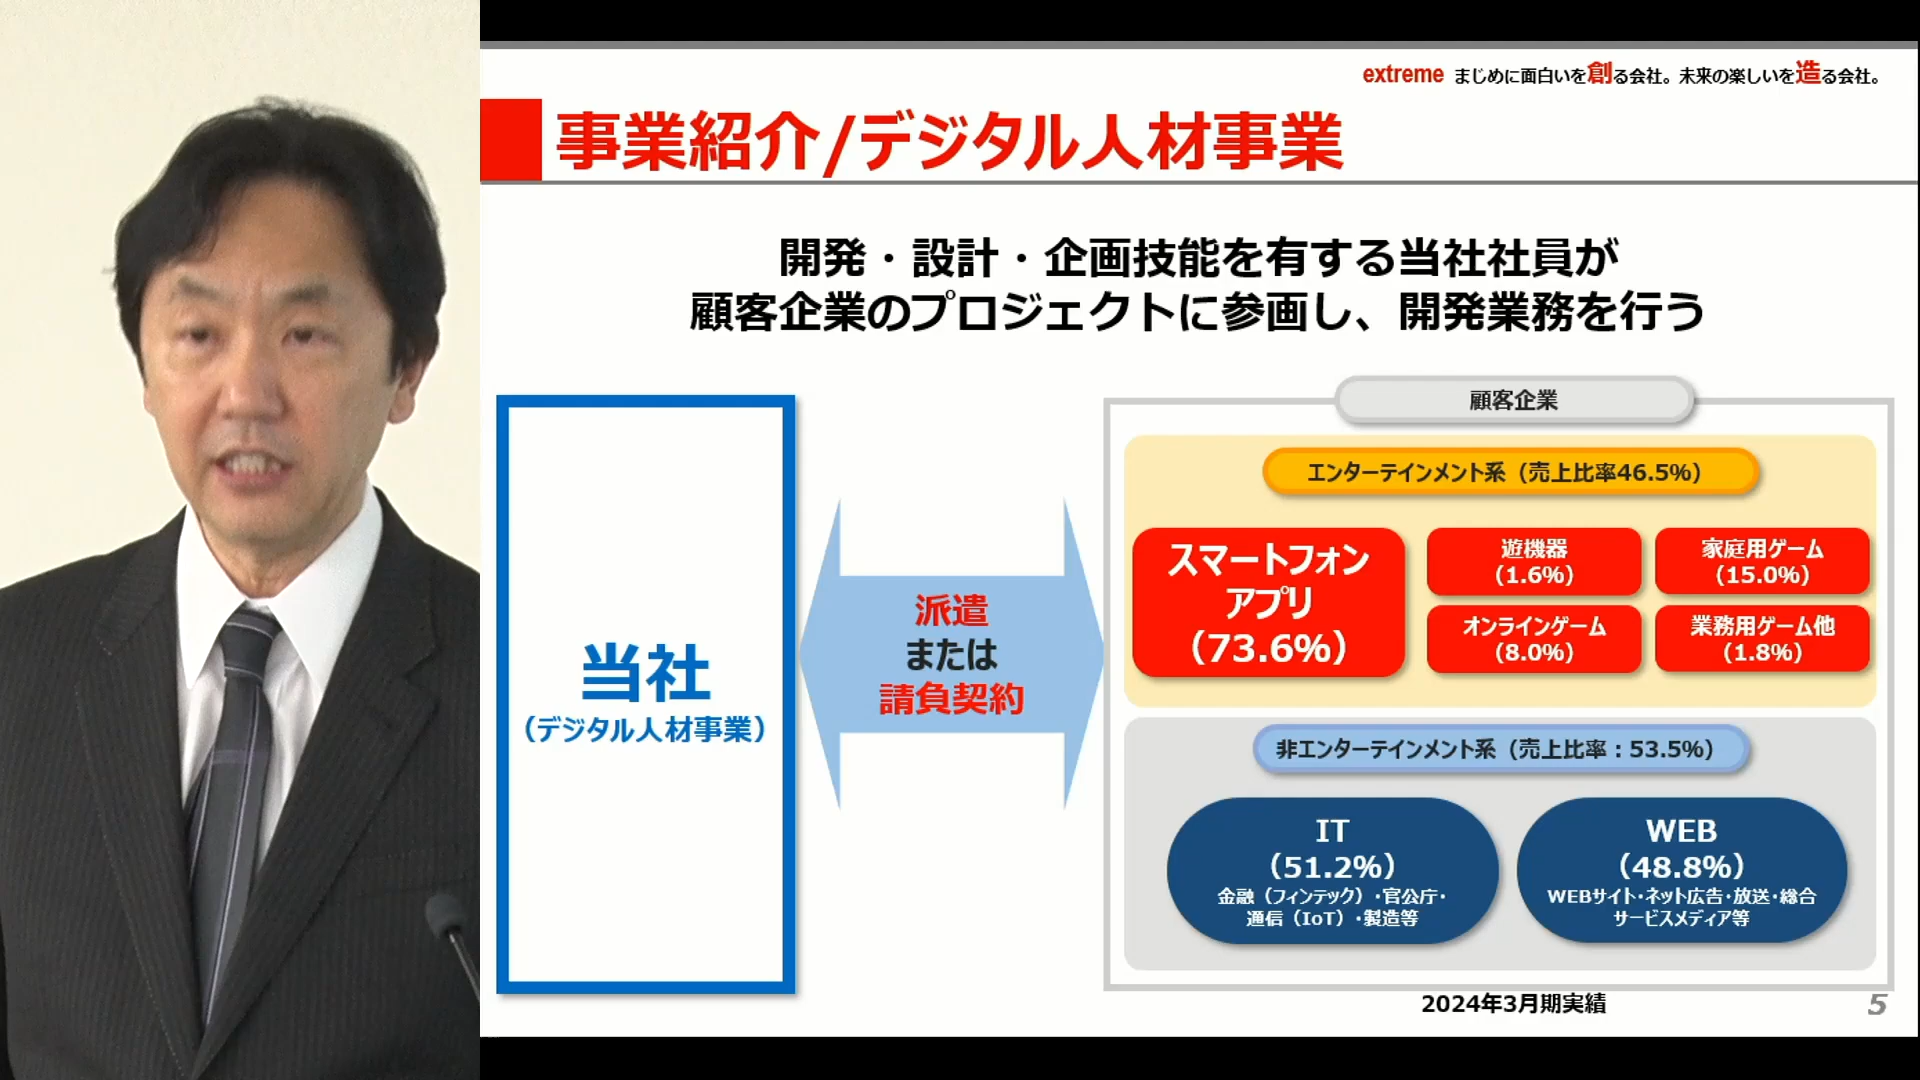 extreme まじめに面白いを創る会社。未来の楽しいを造る会社。
事業紹介/デジタル人材事業
開発・設計・企画技能を有する当社社員が
顧客企業のプロジェクトに参画し、開発業務を行う
当社
（デジタル人材事業）
派遣
または
請負契約
顧客企業
エンターテインメント系（売上比率46.5%）
スマートフォン
アプリ
（73.6%）
遊機器
（1.6%）
家庭用ゲーム
（15.0%）
オンラインゲーム
（8.0%）
業務用ゲーム他
（1.8%）
非エンターテインメント系（売上比率：53.5%）
IT
（51.2%）
金融（フィンテック）・官公庁・
通信（IoT）・製造等
WEB
（48.8%）
WEBサイト・ネット広告・放送・総合
サービスメディア等
2024年3月期実績
5